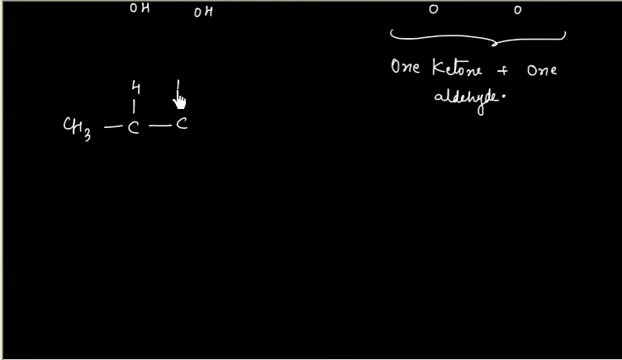 OH OH O O
One Ketone + One
aldehyde.
H
CH3 — C — C